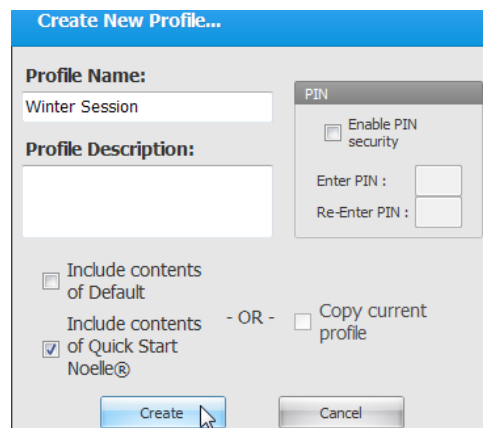 Create New Profile...
Profile Name:
Winter Session
Profile Description:
PIN
Enable PIN
security
Enter PIN :
Re-Enter PIN :
Include contents
of Default
Include contents
of Quick Start
Noelle®
- OR -
Copy current
profile
Create
Cancel